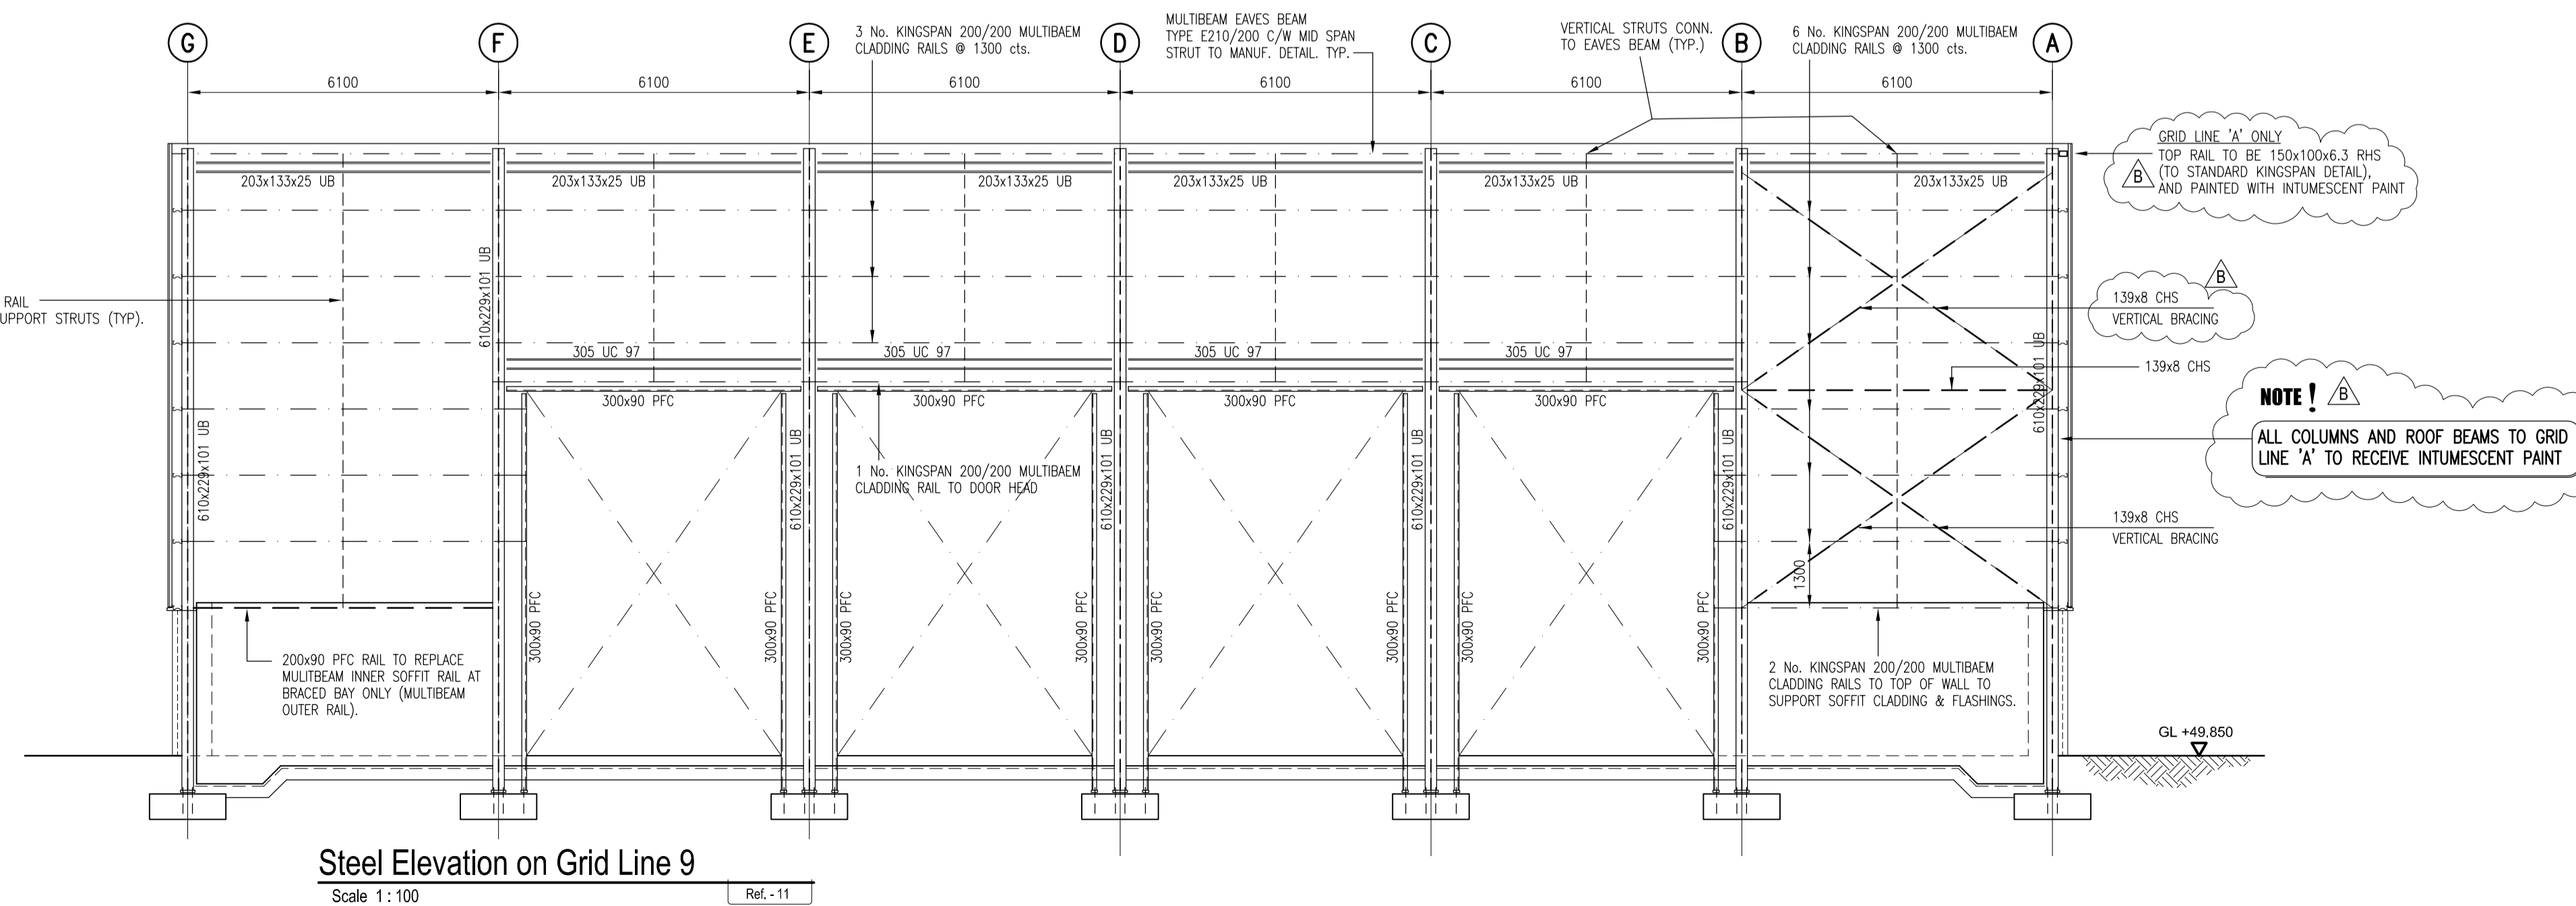 G
F
E
D
C
B
A
3 No. KINGSPAN 200/200 MULTIBAEM
CLADDING RAILS @ 1300 cts.
MULTIBEAM EAVES BEAM
TYPE E210/200 C/W MID SPAN
STRUT TO MANUF. DETAIL. TYP.
VERTICAL STRUTS CONN.
TO EAVES BEAM (TYP.)
6 No. KINGSPAN 200/200 MULTIBAEM
CLADDING RAILS @ 1300 cts.
6100
6100
6100
6100
6100
6100
GRID LINE 'A' ONLY
TOP RAIL TO BE 150x100x6.3 RHS
(TO STANDARD KINGSPAN DETAIL),
AND PAINTED WITH INTUMESCENT PAINT
B
203x133x25 UB
203x133x25 UB
203x133x25 UB
203x133x25 UB
203x133x25 UB
203x133x25 UB
RAIL
UPPORT STRUTS (TYP).
610x229x101 UB
B
139x8 CHS
VERTICAL BRACING
305 UC 97
305 UC 97
305 UC 97
305 UC 97
139x8 CHS
610x229x101 UB
300x90 PFC
300x90 PFC
300x90 PFC
300x90 PFC
NOTE !
B
ALL COLUMNS AND ROOF BEAMS TO GRID
LINE 'A' TO RECEIVE INTUMESCENT PAINT
610x229x101 UB
610x229x101 UB
610x229x101 UB
610x229x101 UB
610x229x101 UB
1 No. KINGSPAN 200/200 MULTIBAEM
CLADDING RAIL TO DOOR HEAD
139x8 CHS
VERTICAL BRACING
1300
300x90 PFC
300x90 PFC
300x90 PFC
300x90 PFC
300x90 PFC
300x90 PFC
300x90 PFC
300x90 PFC
200x90 PFC RAIL TO REPLACE
MULITBEAM INNER SOFFIT RAIL AT
BRACED BAY ONLY (MULTIBEAM
OUTER RAIL).
2 No. KINGSPAN 200/200 MULTIBAEM
CLADDING RAILS TO TOP OF WALL TO
SUPPORT SOFFIT CLADDING & FLASHINGS.
GL +49,850
Steel Elevation on Grid Line 9
Scale 1 : 100
Ref. - 11